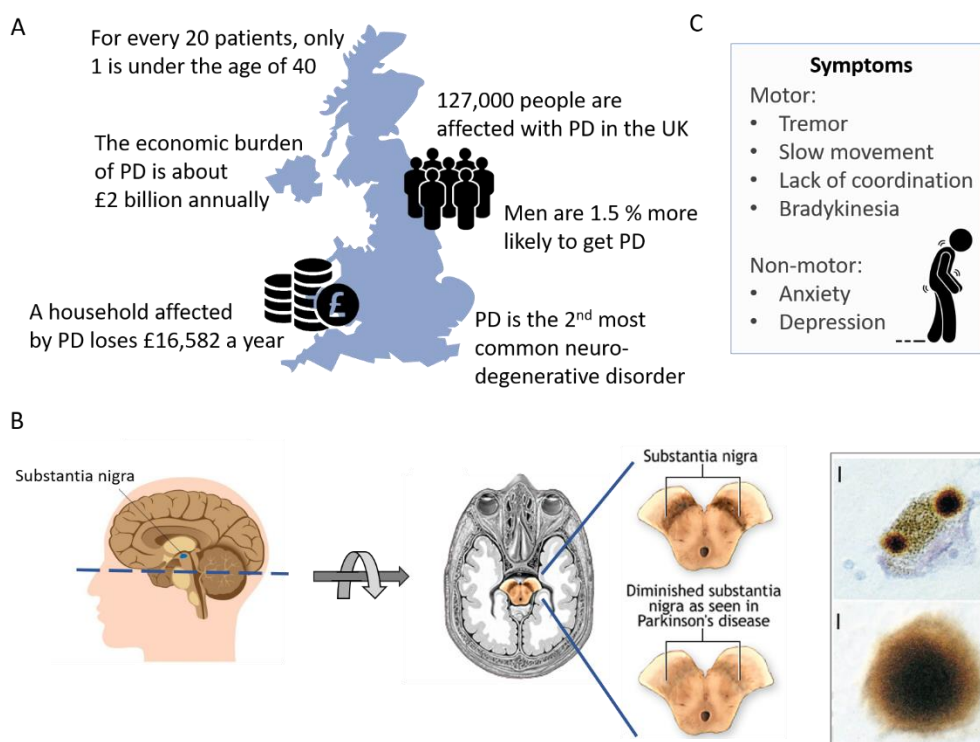 A
For every 20 patients, only
1 is under the age of 40
127,000 people are
affected with PD in the UK
The economic burden
of PD is about
£2 billion annually
Men are 1.5 % more
likely to get PD
£
A household affected
by PD loses £16,582 a year
PD is the 2nd most
common neuro-
degenerative disorder
C
Symptoms
Motor:
• Tremor
• Slow movement
• Lack of coordination
• Bradykinesia
Non-motor:
• Anxiety
• Depression
B
Substantia nigra
Substantia nigra
Diminished substantia
nigra as seen in
Parkinson's disease